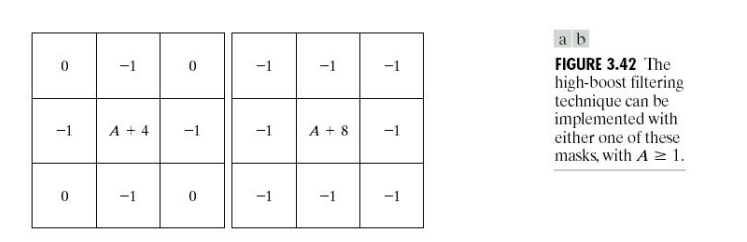 0 −1 0 −1 −1 −1
−1 A + 4 −1 −1 A + 8 −1
0 −1 0 −1 −1 −1
a b
FIGURE 3.42 The
high-boost filtering
technique can be
implemented with
either one of these
masks, with A ≥ 1.